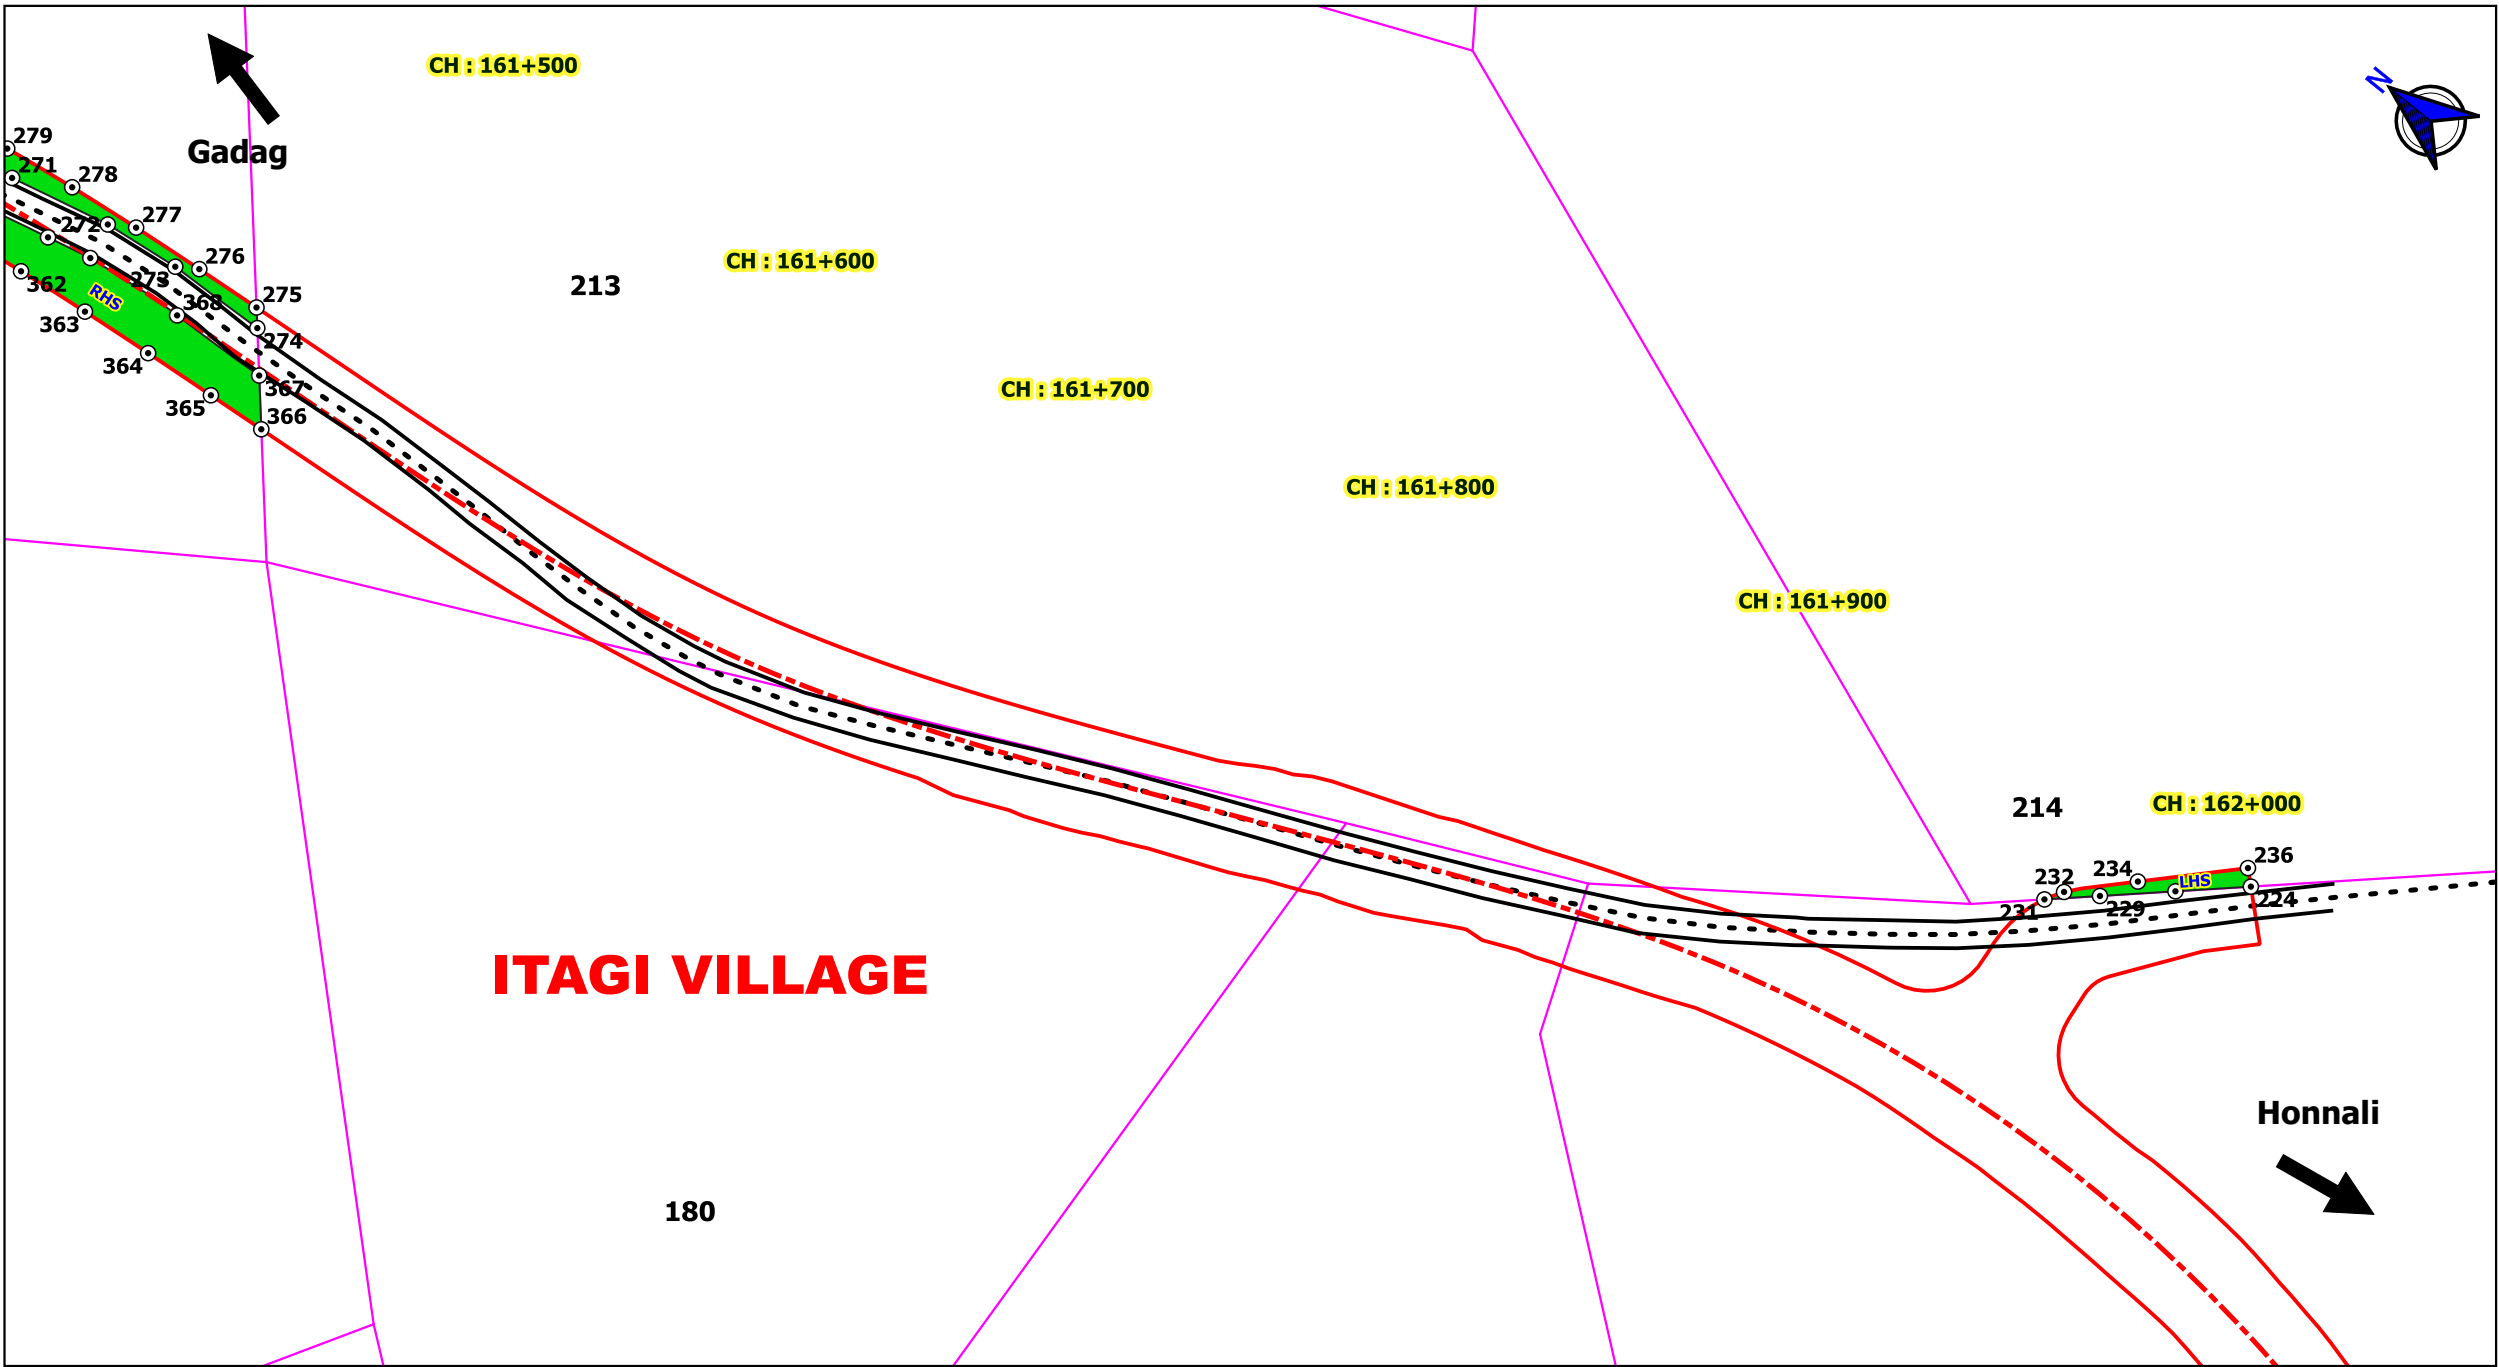 CH : 161+500
N
279
Gadag
271
278
277
272
276
CH : 161+600
273
213
RHS
362
275
368
363
274
364
367
CH : 161+700
365
366
CH : 161+800
CH : 161+900
214
CH : 162+000
236
234
232
LHS
224
229
231
ITAGI VILLAGE
Honnali
180